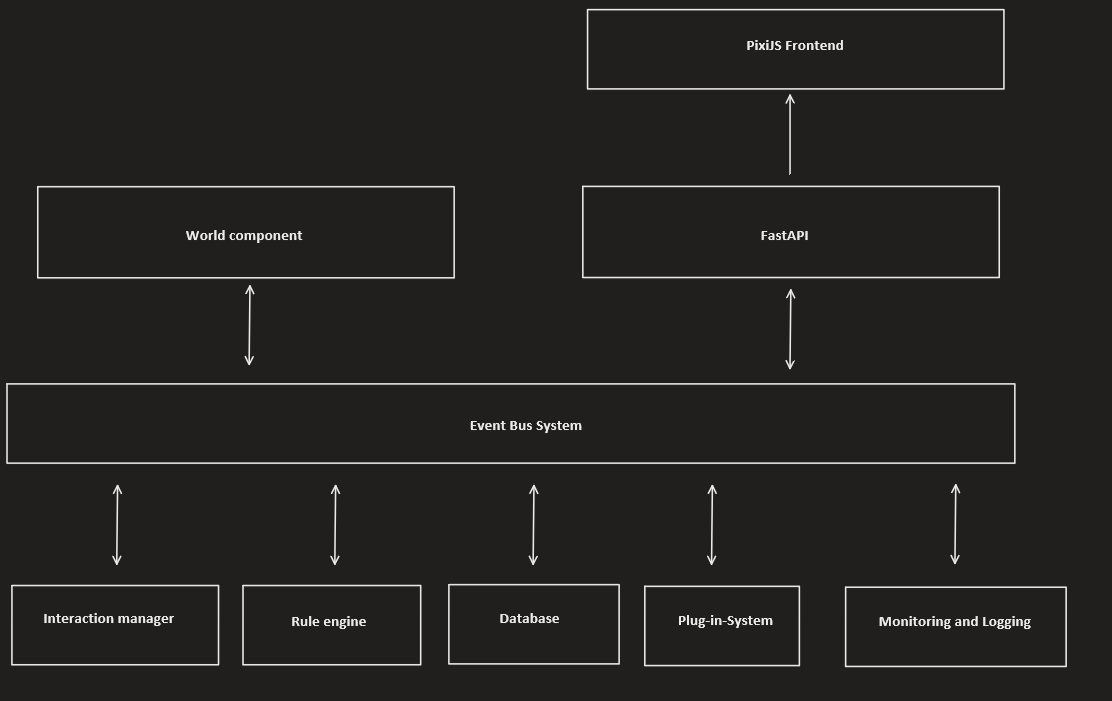 PixiJS Frontend
World component
FastAPI
Event Bus System
Interaction manager
Rule engine
Database
Plug-in-System
Monitoring and Logging